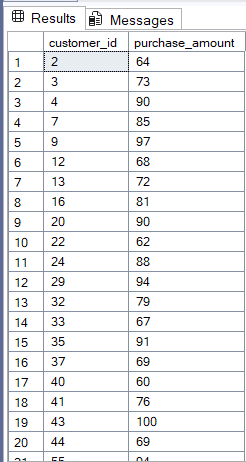 Results Messages
customer_id purchase_amount
1 2 64
2 3 73
3 4 90
4 7 85
5 9 97
6 12 68
7 13 72
8 16 81
9 20 90
10 22 62
11 24 88
12 29 94
13 32 79
14 33 67
15 35 91
16 37 69
17 40 60
18 41 76
19 43 100
20 44 69